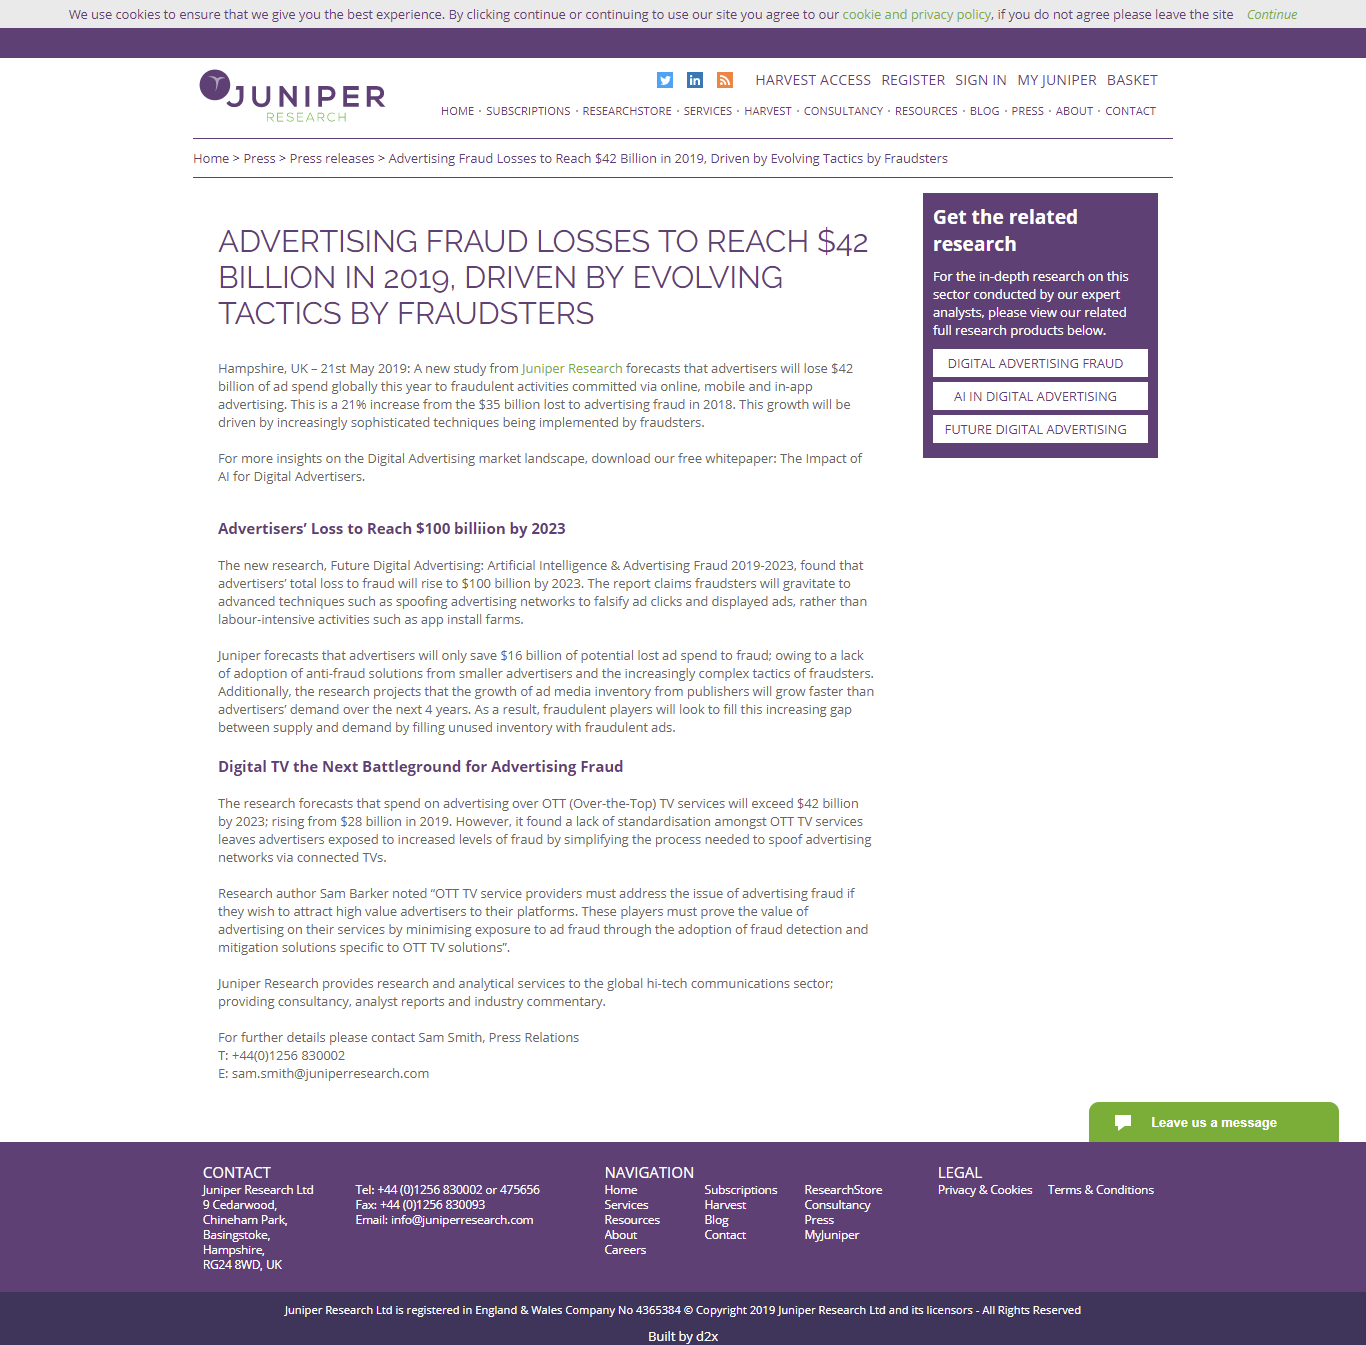 We use cookies to ensure that we give you the best experience. By clicking continue or continuing to use our site you agree to our cookie and privacy policy, if you do not agree please leave the site Continue
JUNIPER
RESEARCH
HARVEST ACCESS REGISTER SIGN IN MY JUNIPER BASKET
HOME · SUBSCRIPTIONS · RESEARCHSTORE · SERVICES · HARVEST · CONSULTANCY · RESOURCES · BLOG · PRESS · ABOUT · CONTACT
Home > Press > Press releases > Advertising Fraud Losses to Reach $42 Billion in 2019, Driven by Evolving Tactics by Fraudsters
ADVERTISING FRAUD LOSSES TO REACH $42
BILLION IN 2019, DRIVEN BY EVOLVING
TACTICS BY FRAUDSTERS
Hampshire, UK – 21st May 2019: A new study from Juniper Research forecasts that advertisers will lose $42
billion of ad spend globally this year to fraudulent activities committed via online, mobile and in-app
advertising. This is a 21% increase from the $35 billion lost to advertising fraud in 2018. This growth will be
driven by increasingly sophisticated techniques being implemented by fraudsters.
For more insights on the Digital Advertising market landscape, download our free whitepaper: The Impact of
AI for Digital Advertisers.
Advertisers’ Loss to Reach $100 billiion by 2023
The new research, Future Digital Advertising: Artificial Intelligence & Advertising Fraud 2019-2023, found that
advertisers’ total loss to fraud will rise to $100 billion by 2023. The report claims fraudsters will gravitate to
advanced techniques such as spoofing advertising networks to falsify ad clicks and displayed ads, rather than
labour-intensive activities such as app install farms.
Juniper forecasts that advertisers will only save $16 billion of potential lost ad spend to fraud; owing to a lack
of adoption of anti-fraud solutions from smaller advertisers and the increasingly complex tactics of fraudsters.
Additionally, the research projects that the growth of ad media inventory from publishers will grow faster than
advertisers’ demand over the next 4 years. As a result, fraudulent players will look to fill this increasing gap
between supply and demand by filling unused inventory with fraudulent ads.
Digital TV the Next Battleground for Advertising Fraud
The research forecasts that spend on advertising over OTT (Over-the-Top) TV services will exceed $42 billion
by 2023; rising from $28 billion in 2019. However, it found a lack of standardisation amongst OTT TV services
leaves advertisers exposed to increased levels of fraud by simplifying the process needed to spoof advertising
networks via connected TVs.
Research author Sam Barker noted “OTT TV service providers must address the issue of advertising fraud if
they wish to attract high value advertisers to their platforms. These players must prove the value of
advertising on their services by minimising exposure to ad fraud through the adoption of fraud detection and
mitigation solutions specific to OTT TV solutions”.
Juniper Research provides research and analytical services to the global hi-tech communications sector;
providing consultancy, analyst reports and industry commentary.
For further details please contact Sam Smith, Press Relations
T: +44(0)1256 830002
E: sam.smith@juniperresearch.com
Get the related
research
For the in-depth research on this
sector conducted by our expert
analysts, please view our related
full research products below.
DIGITAL ADVERTISING FRAUD
AI IN DIGITAL ADVERTISING
FUTURE DIGITAL ADVERTISING
Leave us a message
CONTACT
Juniper Research Ltd
9 Cedarwood,
Chineham Park,
Basingstoke,
Hampshire,
RG24 8WD, UK
Tel: +44 (0)1256 830002 or 475656
Fax: +44 (0)1256 830093
Email: info@juniperresearch.com
NAVIGATION
Home Subscriptions ResearchStore
Services Harvest Consultancy
Resources Blog Press
About Contact MyJuniper
Careers
LEGAL
Privacy & Cookies Terms & Conditions
Juniper Research Ltd is registered in England & Wales Company No 4365384 © Copyright 2019 Juniper Research Ltd and its licensors - All Rights Reserved
Built by d2x